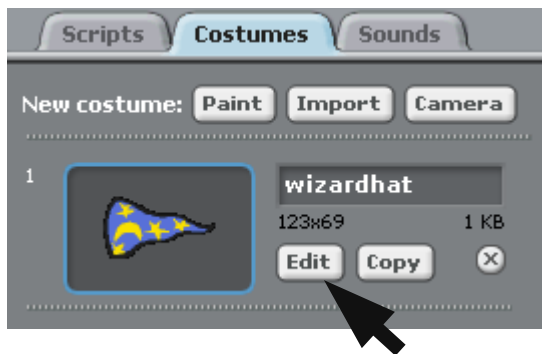 Scripts Costumes Sounds
New costume: Paint Import Camera
1
wizardhat
123x69 1 KB
Edit Copy